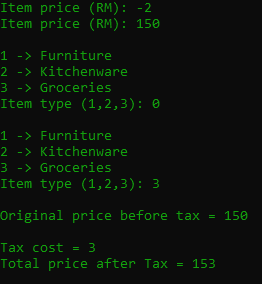 Item price (RM): -2
Item price (RM): 150
1 -> Furniture
2 -> Kitchenware
3 -> Groceries
Item type (1,2,3): 0
1 -> Furniture
2 -> Kitchenware
3 -> Groceries
Item type (1,2,3): 3
Original price before tax = 150
Tax cost = 3
Total price after Tax = 153